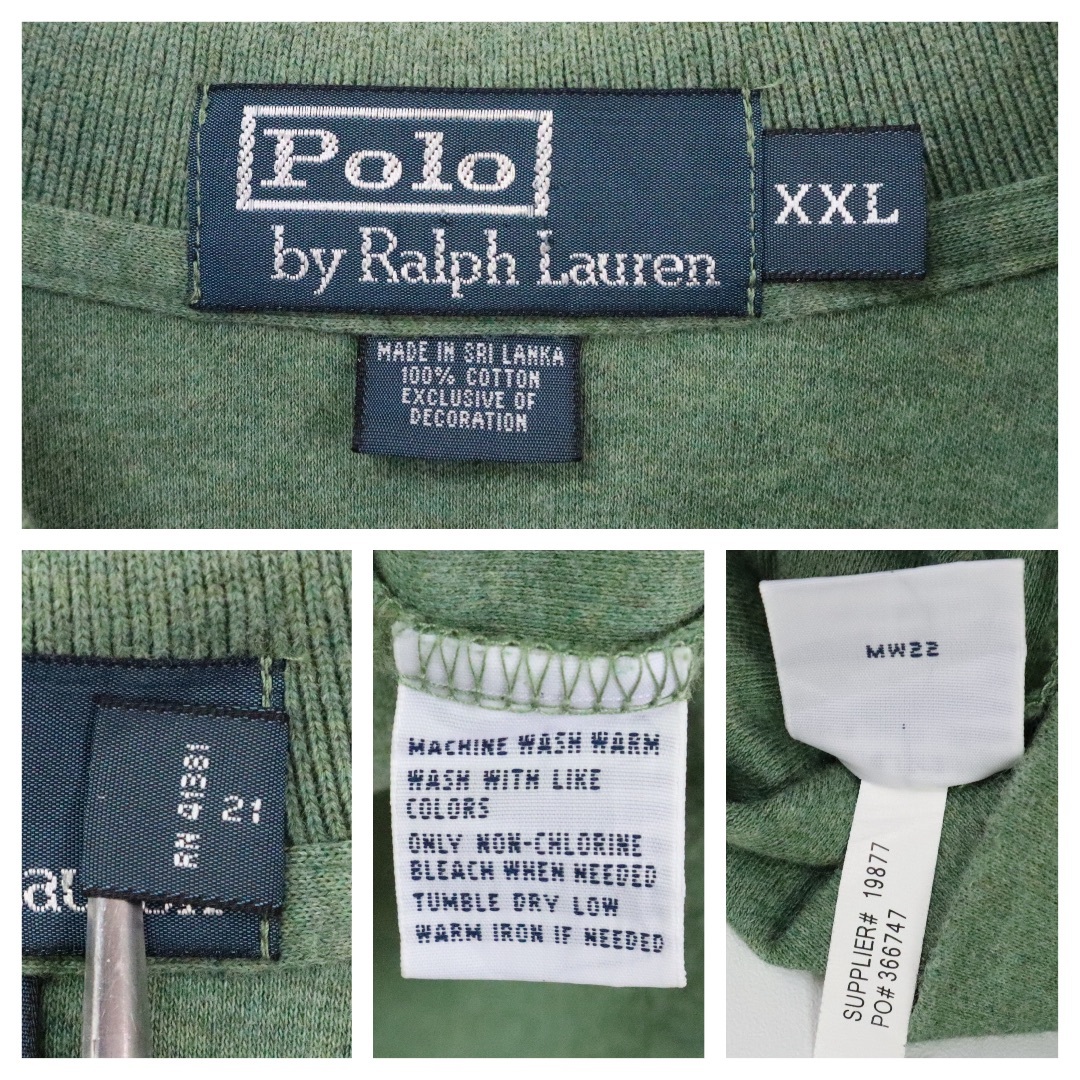 Polo
by Ralph Lauren
XXL
MADE IN SRI LANKA
100% COTTON
EXCLUSIVE OF
DECORATION
RN 41381
21
MACHINE WASH WARM
WASH WITH LIKE
COLORS
ONLY NON-CHLORINE
BLEACH WHEN NEEDED
TUMBLE DRY LOW
WARM IRON IF NEEDED
MW22
SUPPLIER# 19877
PO# 366747